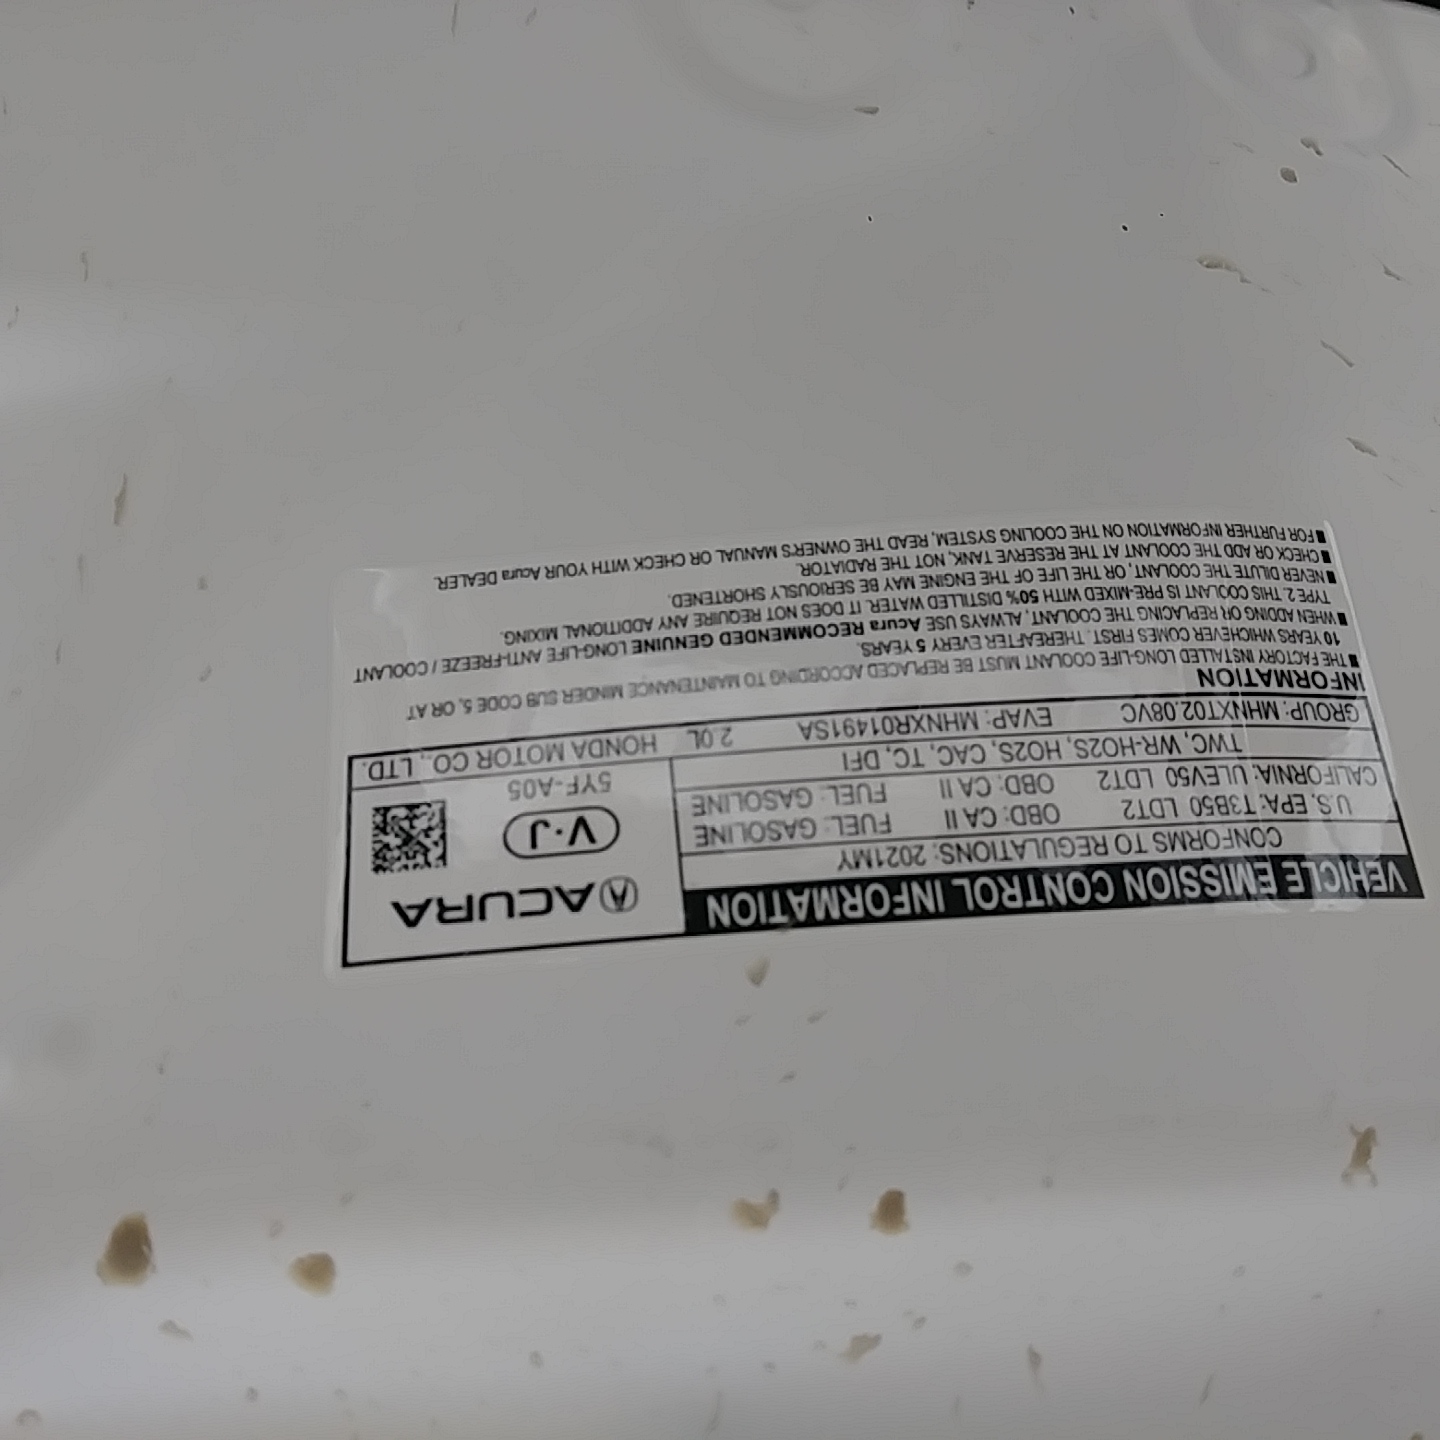 VEHICLE EMISSION CONTROL INFORMATION
CONFORMS TO REGULATIONS: 2021MY
U.S. EPA: T3B50 LDT2 OBD: CA II FUEL: GASOLINE
CALIFORNIA: ULEV50 LDT2 OBD: CA II FUEL: GASOLINE
TWC, WR-HO2S, HO2S, CAC, TC, DFI
GROUP: MHNXT02.08VC EVAP: MHNXR01491SA 2.0L HONDA MOTOR CO., LTD.
ACURA
V-J
5YF-A05
INFORMATION
■ THE FACTORY INSTALLED LONG-LIFE COOLANT MUST BE REPLACED ACCORDING TO MAINTENANCE MINDER SUB CODE 5, OR AT
10 YEARS WHICHEVER COMES FIRST. THEREAFTER EVERY 5 YEARS.
■ WHEN ADDING OR REPLACING THE COOLANT, ALWAYS USE Acura RECOMMENDED GENUINE LONG-LIFE ANTI-FREEZE / COOLANT
TYPE 2. THIS COOLANT IS PRE-MIXED WITH 50% DISTILLED WATER. IT DOES NOT REQUIRE ANY ADDITIONAL MIXING.
■ NEVER DILUTE THE COOLANT, OR THE LIFE OF THE ENGINE MAY BE SERIOUSLY SHORTENED.
■ CHECK OR ADD THE COOLANT AT THE RESERVE TANK, NOT THE RADIATOR.
■ FOR FURTHER INFORMATION ON THE COOLING SYSTEM, READ THE OWNER'S MANUAL OR CHECK WITH YOUR Acura DEALER.